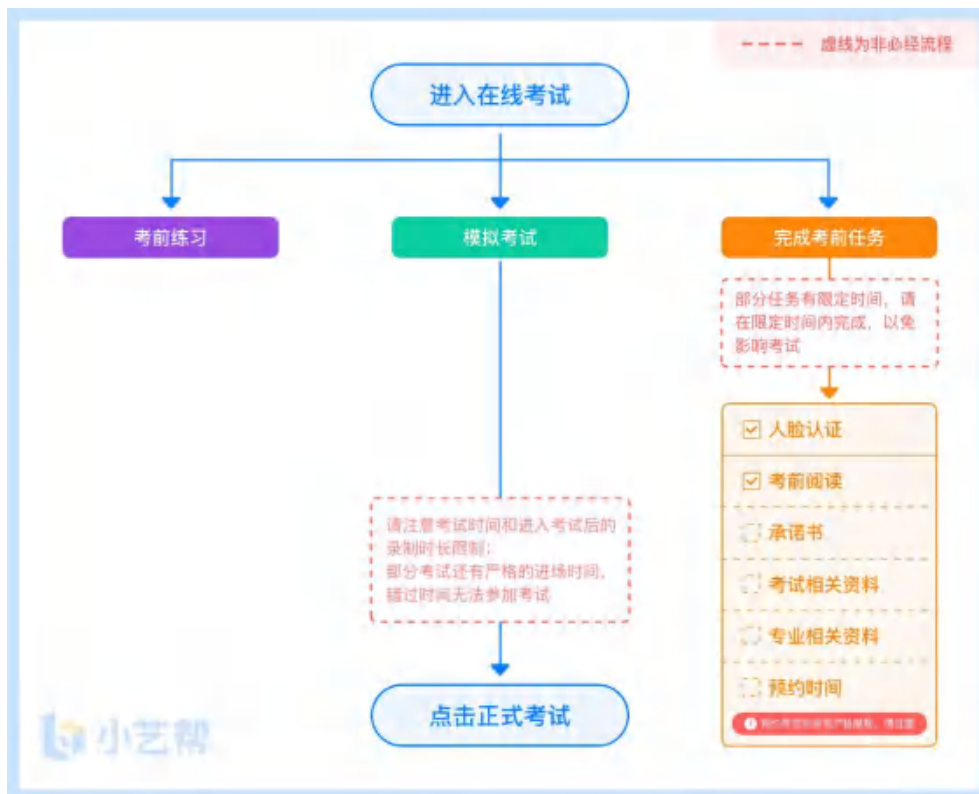 虚线为非必经流程
进入在线考试
考前练习
模拟考试
完成考前任务
部分任务有限定时间，请
在限定时间内完成，以免
影响考试
人脸认证
考前阅读
承诺书
考试相关资料
专业相关资料
预约时间
请注意考试时间和进入考试后的
录制时长限制；
部分考试还有严格的进场时间，
错过时间无法参加考试
点击正式考试
小艺帮